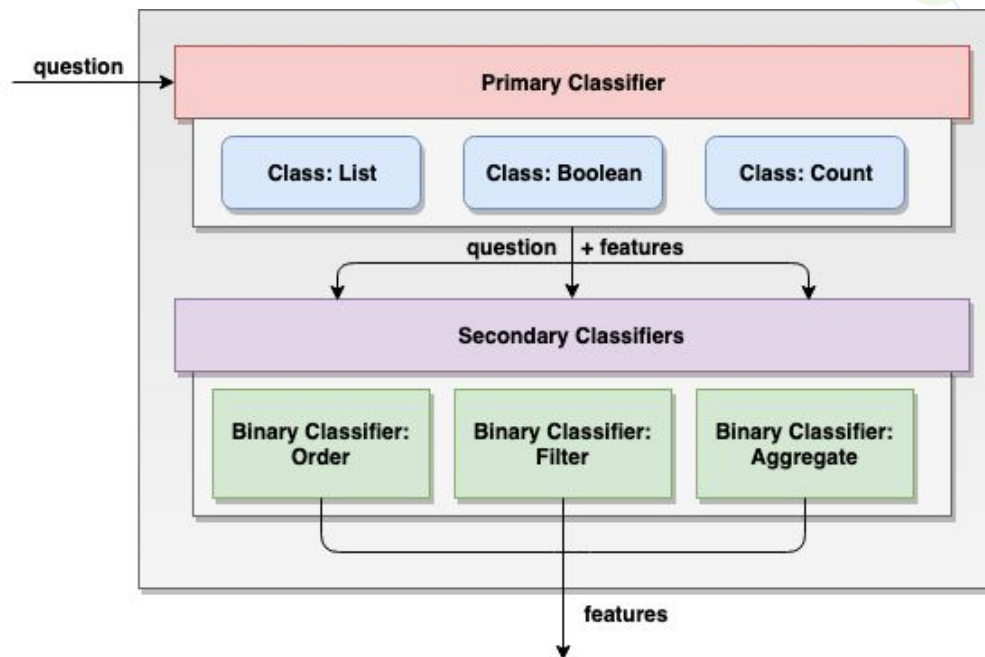 question
Primary Classifier
Class: List
Class: Boolean
Class: Count
question + features
Secondary Classifiers
Binary Classifier:
Order
Binary Classifier:
Filter
Binary Classifier:
Aggregate
features